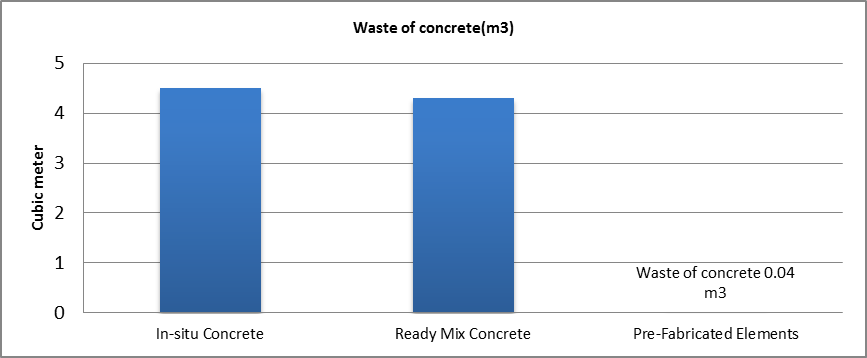 Waste of concrete(m3)
Cubic meter
5
4
3
2
1
0
Waste of concrete 0.04
m3
In-situ Concrete
Ready Mix Concrete
Pre-Fabricated Elements